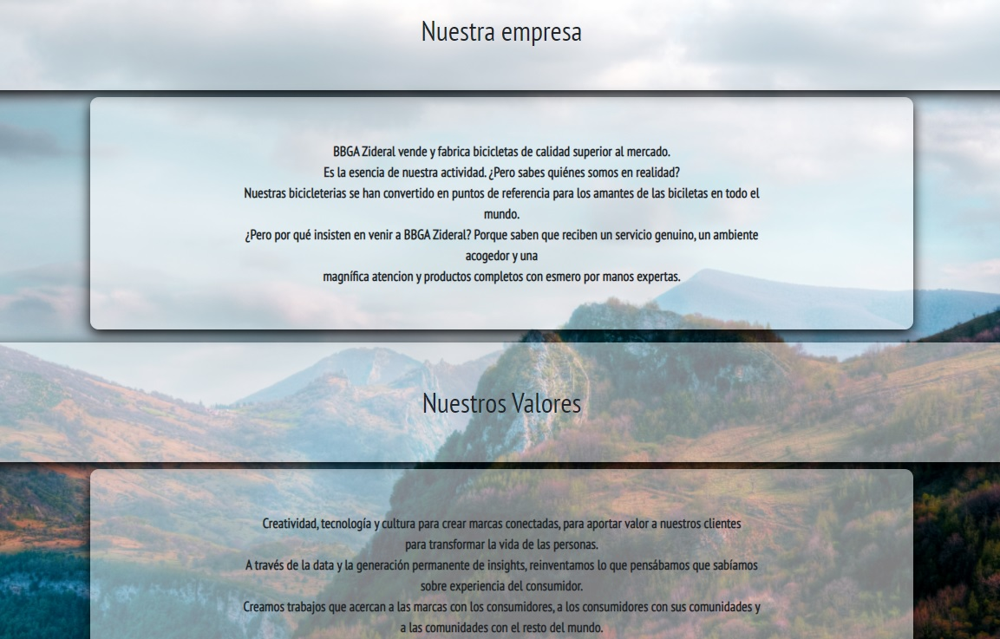 Nuestra empresa
BBGA Zideral vende y fabrica bicicletas de calidad superior al mercado.
Es la esencia de nuestra actividad. ¿Pero sabes quiénes somos en realidad?
Nuestras bicicleterias se han convertido en puntos de referencia para los amantes de las biciletas en todo el
mundo.
¿Pero por qué insisten en venir a BBGA Zideral? Porque saben que reciben un servicio genuino, un ambiente
acogedor y una
magnífica atencion y productos completos con esmero por manos expertas.
Nuestros Valores
Creatividad, tecnología y cultura para crear marcas conectadas, para aportar valor a nuestros clientes
para transformar la vida de las personas.
A través de la data y la generación permanente de insights, reinventamos lo que pensábamos que sabíamos
sobre experiencia del consumidor.
Creamos trabajos que acercan a las marcas con los consumidores, a los consumidores con sus comunidades y
a las comunidades con el resto del mundo.